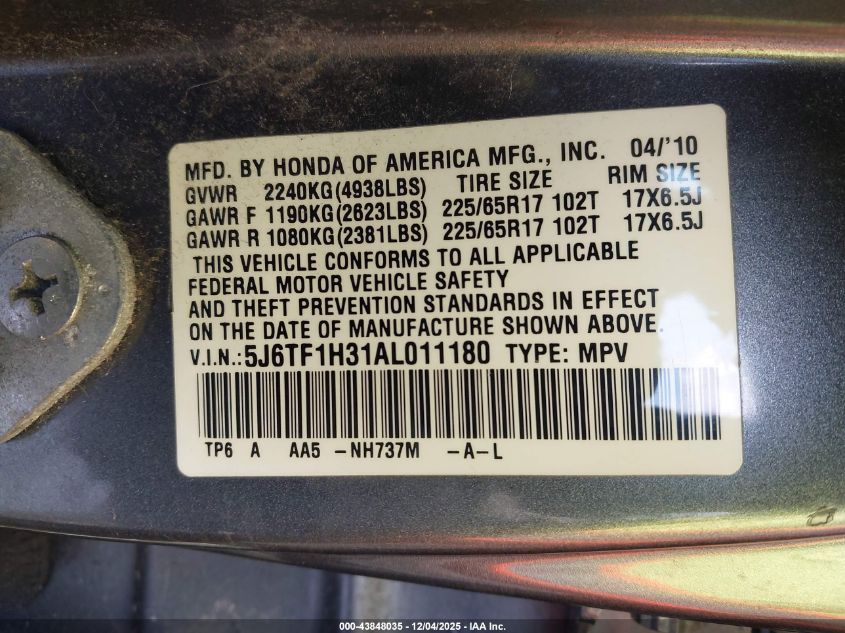 MFD. BY HONDA OF AMERICA MFG., INC. 04/'10
GVWR 2240KG(4938LBS) TIRE SIZE RIM SIZE
GAWR F 1190KG(2623LBS) 225/65R17 102T 17X6.5J
GAWR R 1080KG(2381LBS) 225/65R17 102T 17X6.5J
THIS VEHICLE CONFORMS TO ALL APPLICABLE
FEDERAL MOTOR VEHICLE SAFETY
AND THEFT PREVENTION STANDARDS IN EFFECT
ON THE DATE OF MANUFACTURE SHOWN ABOVE.
V.I.N.:5J6TF1H31AL011180 TYPE: MPV
TP6 A AA5 -NH737M -A-L
000-43848035 - 12/04/2025 - IAA Inc.